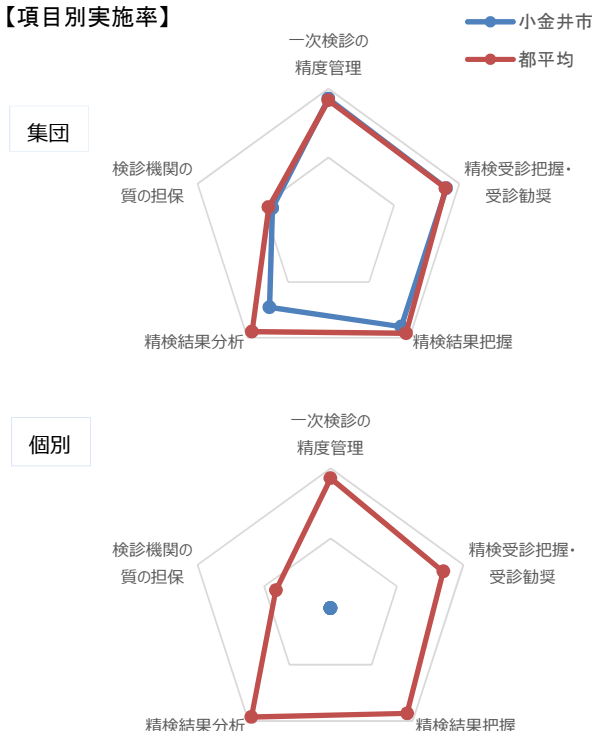 【項目別実施率】
小金井市
都平均
集団
一次検診の
精度管理
精検受診把握・
受診勧奨
精検結果把握
精検結果分析
検診機関の
質の担保
個別
一次検診の
精度管理
精検受診把握・
受診勧奨
精検結果把握
精検結果分析
検診機関の
質の担保